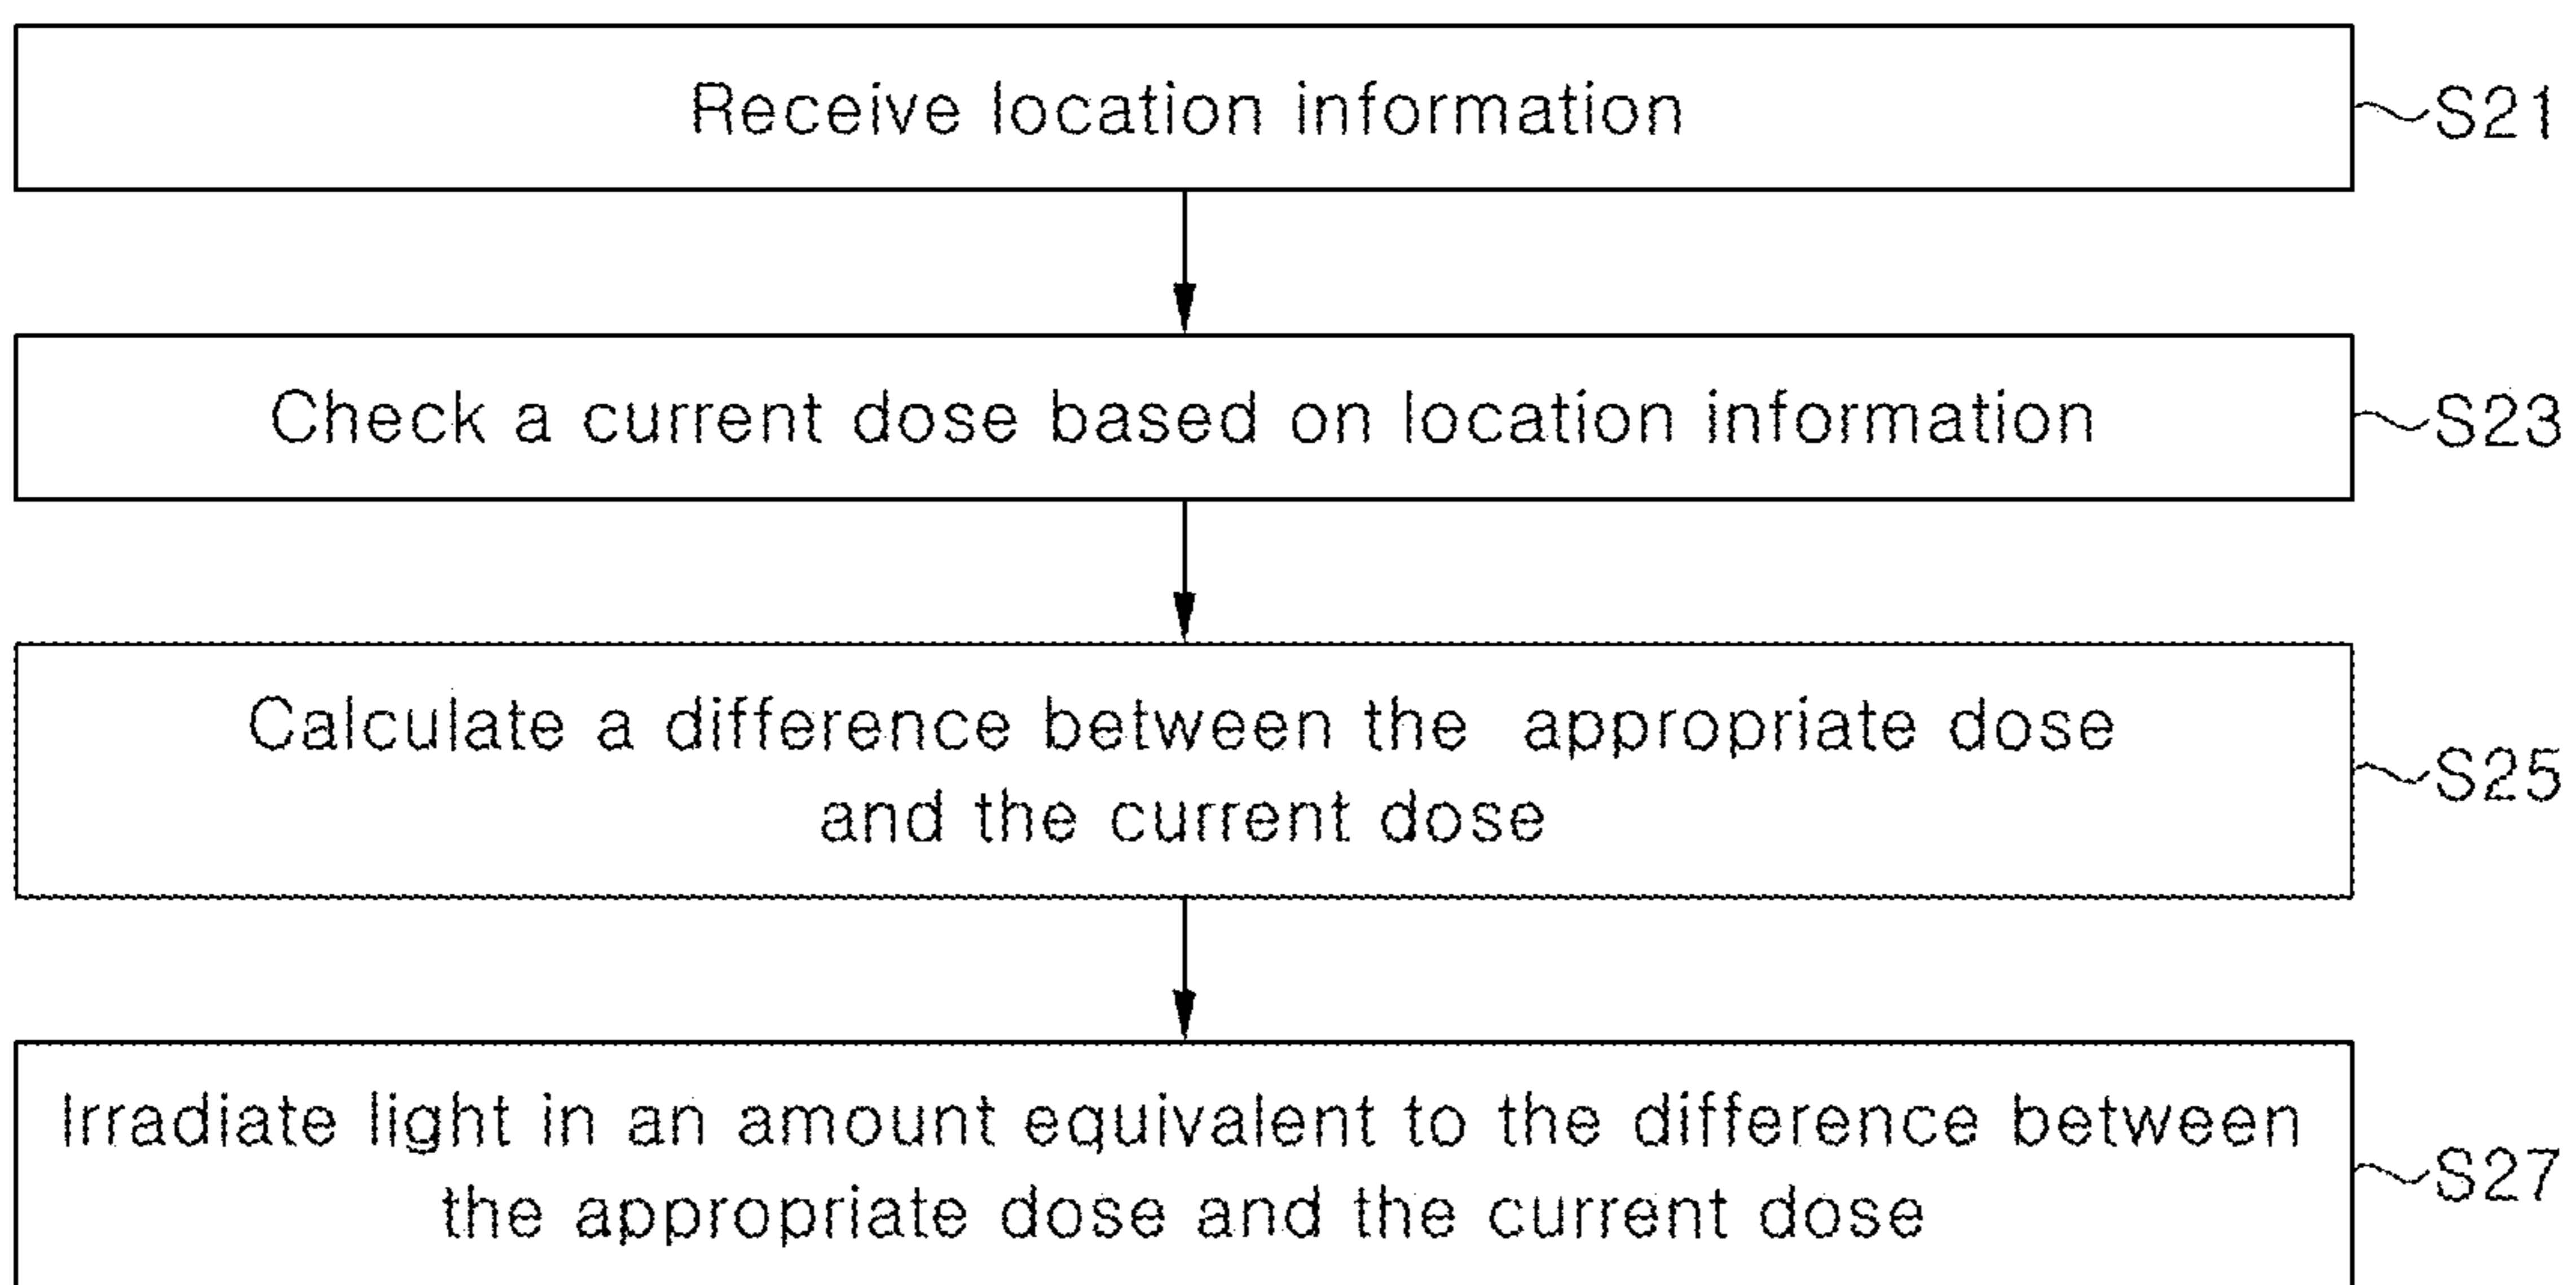 Receive location information
S21
Check a current dose based on location information
S23
Calculate a difference between the appropriate dose
and the current dose
S25
Irradiate light in an amount equivalent to the difference between
the appropriate dose and the current dose
S27